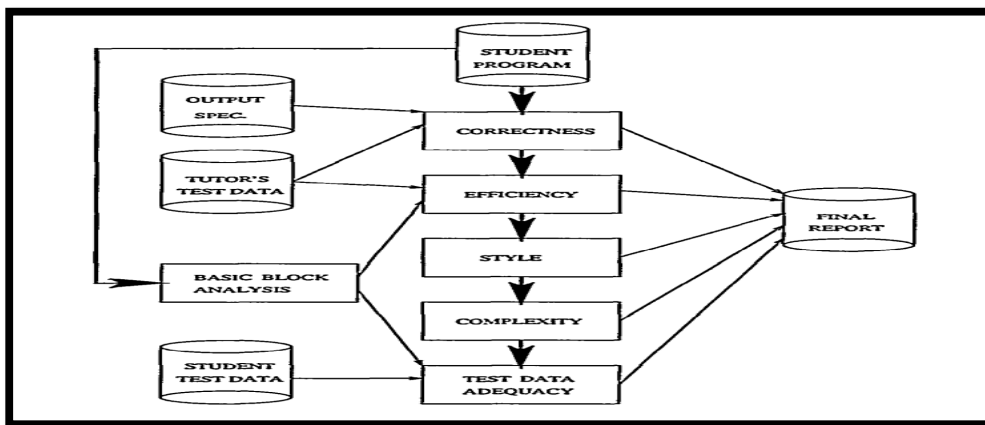 STUDENT
PROGRAM
OUTPUT
SPEC.
CORRECTNESS
TUTOR'S
TEST DATA
EFFICIENCY
FINAL
REPORT
STYLE
BASIC BLOCK
ANALYSIS
COMPLEXITY
STUDENT
TEST DATA
TEST DATA
ADEQUACY